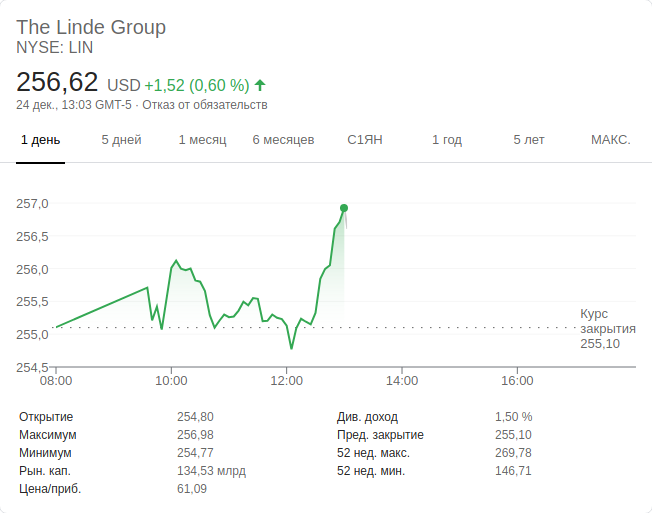 The Linde Group
NYSE: LIN
256,62 USD +1,52 (0,60 %)
24 дек., 13:03 GMT-5 · Отказ от обязательств
1 день 5 дней 1 месяц 6 месяцев С1ЯН 1 год 5 лет МАКС.
257,0
256,5
256,0
255,5
Курс
закрытия
255,0
255,10
254,5
08:00 10:00 12:00 14:00 16:00
Открытие 254,80 Див. доход 1,50 %
Максимум 256,98 Пред. закрытие 255,10
Минимум 254,77 52 нед. макс. 269,78
Рын. кап. 134,53 млрд 52 нед. мин. 146,71
Цена/приб. 61,09